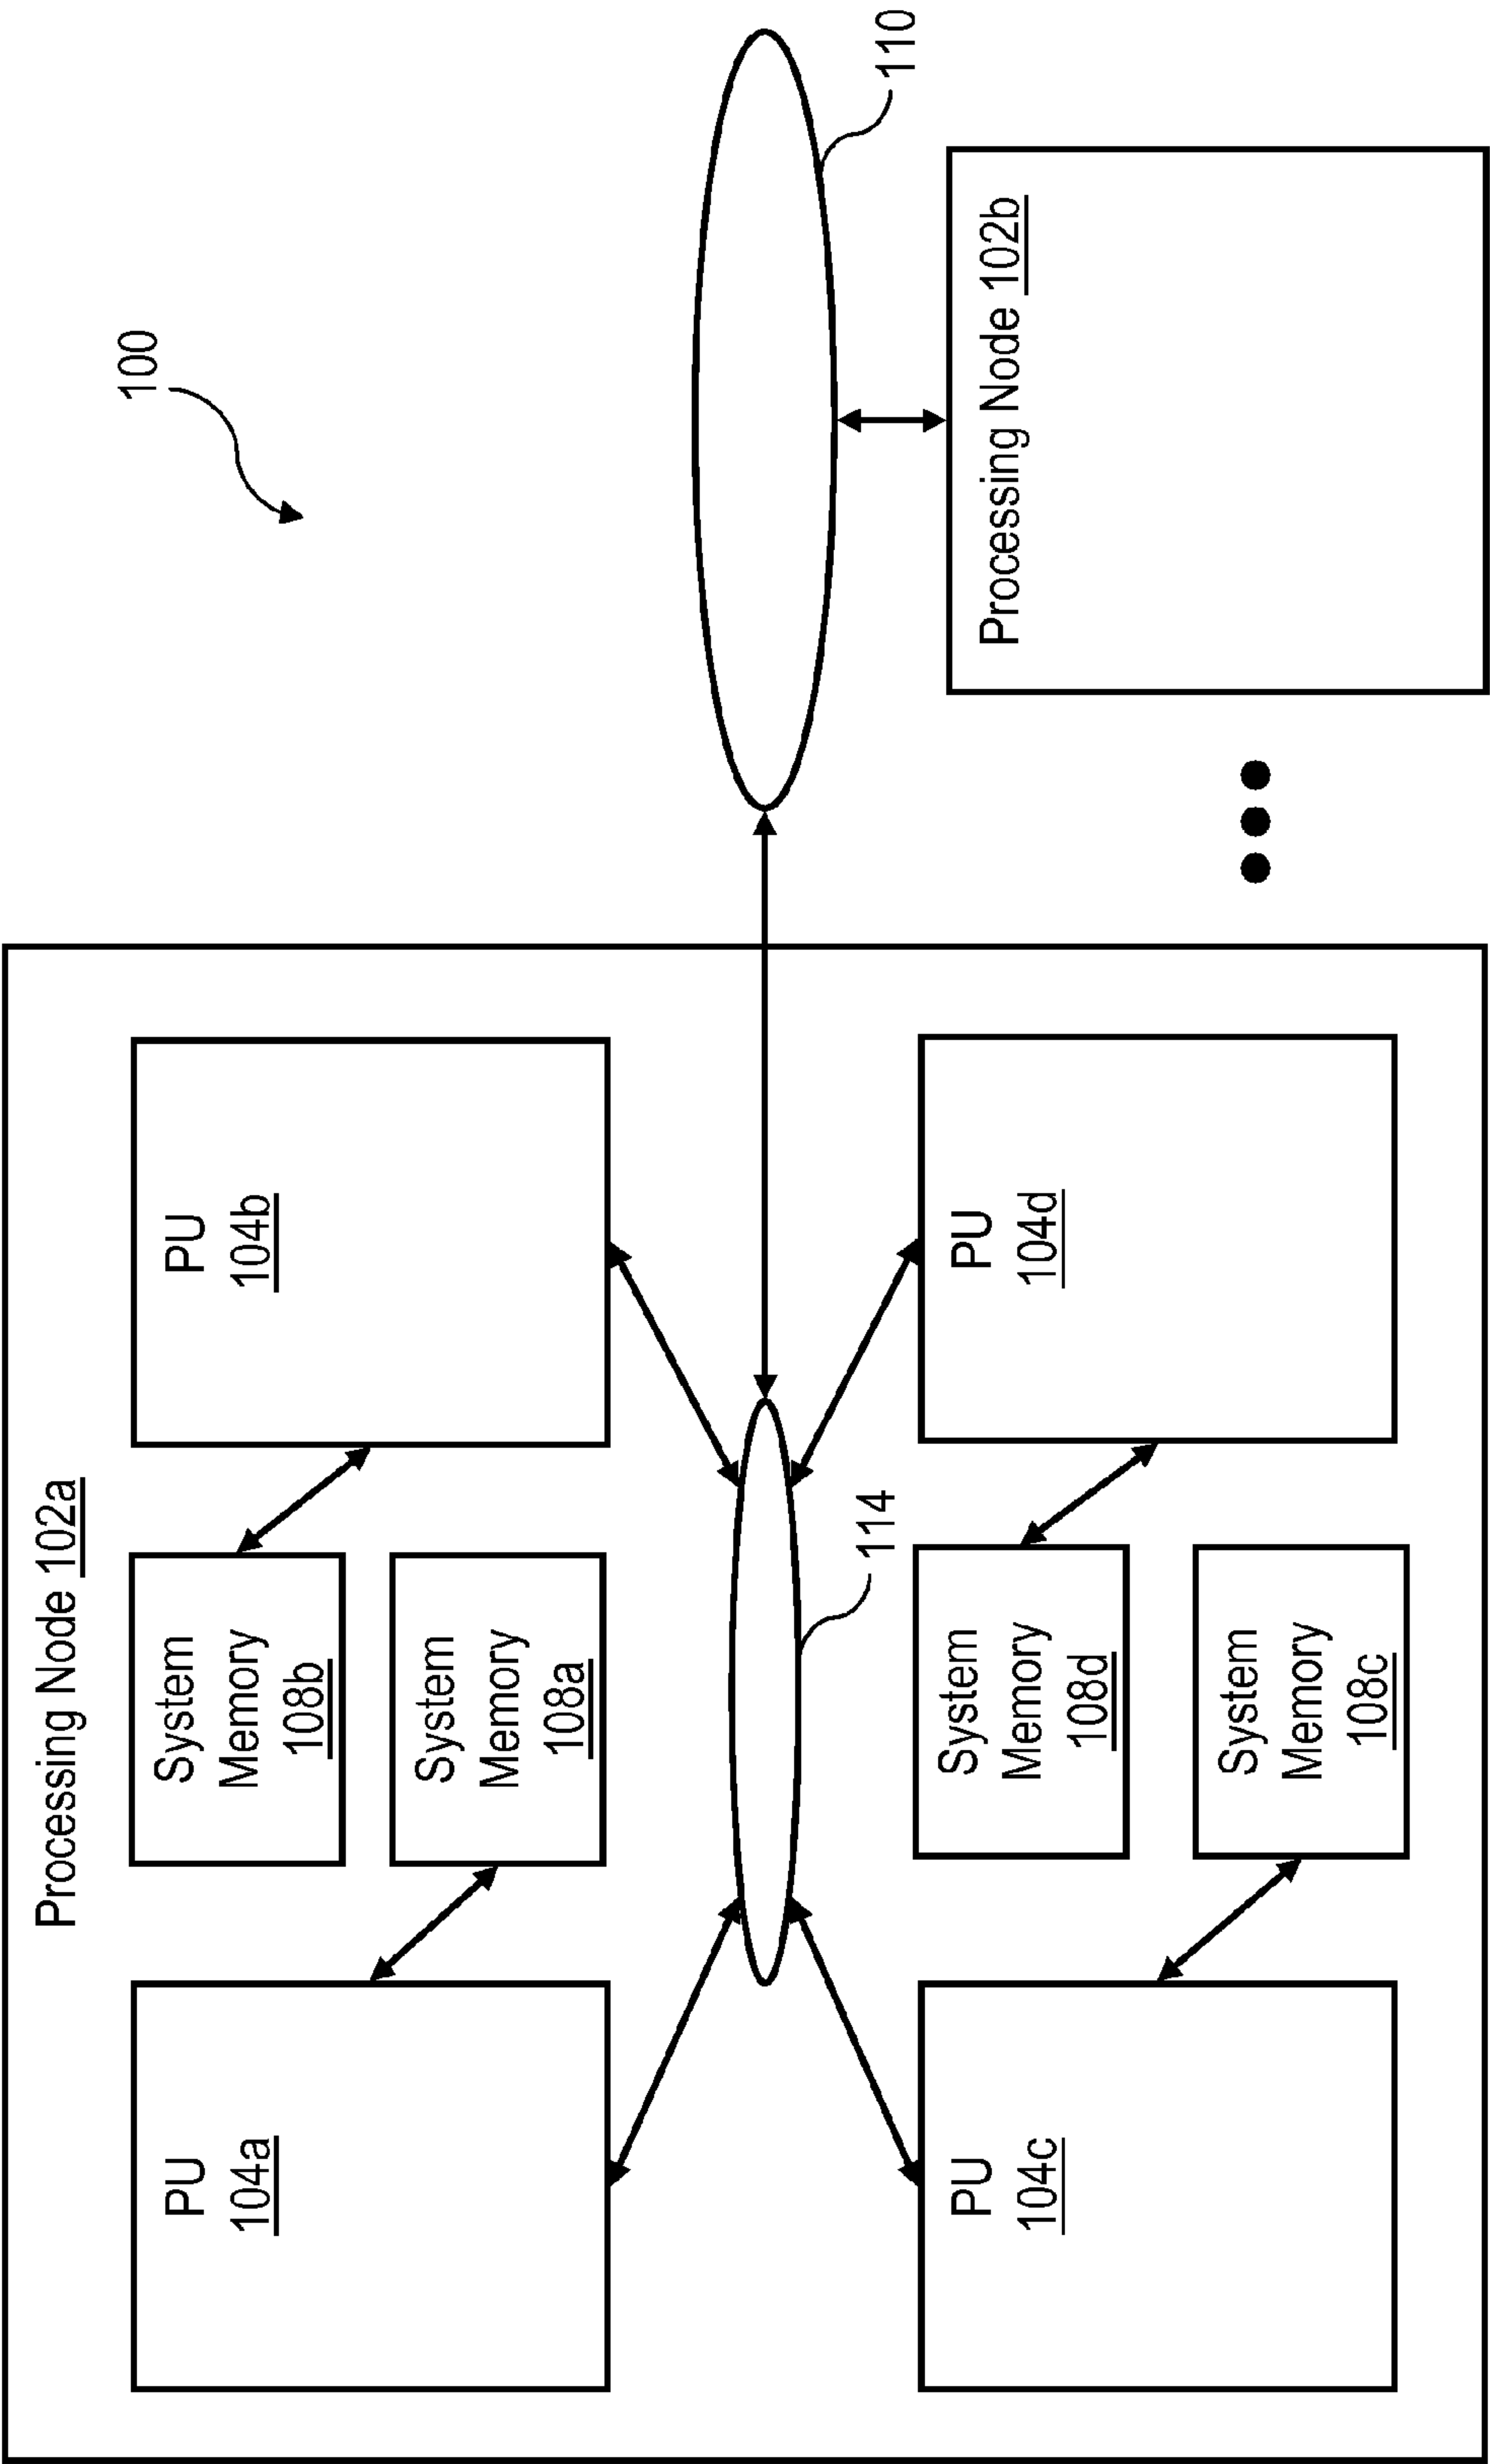 Processing Node 102a
100
PU
104a
System
Memory
108b
PU
104b
System
Memory
108a
110
114
PU
104c
System
Memory
108d
PU
104d
Processing Node 102b
System
Memory
108c